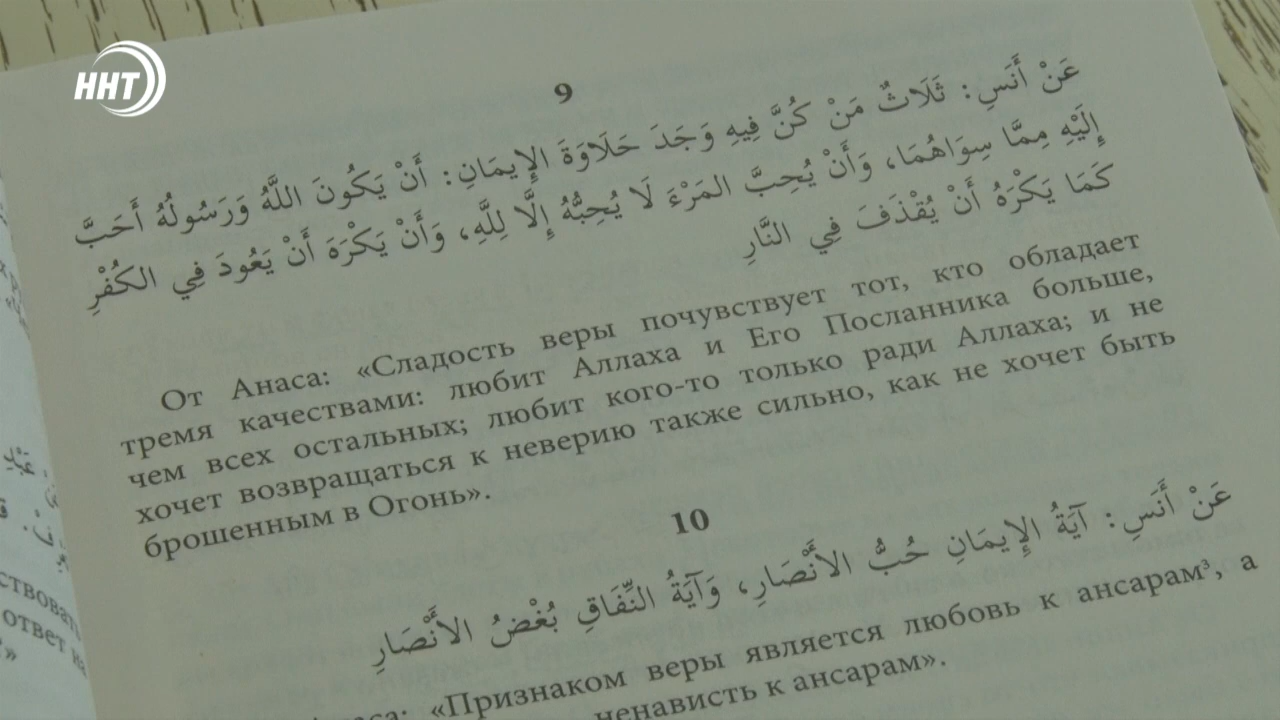 ННТ
9
عَنْ أَنَسٍ: ثَلَاثٌ مَنْ كُنَّ فِيهِ وَجَدَ حَلَاوَةَ الإِيمَانِ: أَنْ يَكُونَ اللَّهُ وَرَسُولُهُ أَحَبَّ
إِلَيْهِ مِمَّا سِوَاهُمَا، وَأَنْ يُحِبَّ المَرْءَ لَا يُحِبُّهُ إِلَّا لِلَّهِ، وَأَنْ يَكْرَهَ أَنْ يَعُودَ فِي الكُفْرِ
كَمَا يَكْرَهُ أَنْ يُقْذَفَ فِي النَّارِ
От Анаса: «Сладость веры почувствует тот, кто обладает
тремя качествами: любит Аллаха и Его Посланника больше,
чем всех остальных; любит кого-то только ради Аллаха; и не
хочет возвращаться к неверию также сильно, как не хочет быть
брошенным в Огонь».
10
عَنْ أَنَسٍ: آيَةُ الإِيمَانِ حُبُّ الأَنْصَارِ، وَآيَةُ النِّفَاقِ بُغْضُ الأَنْصَارِ
«Признаком веры является любовь к ансарам³, а
ненависть к ансарам».
ответ